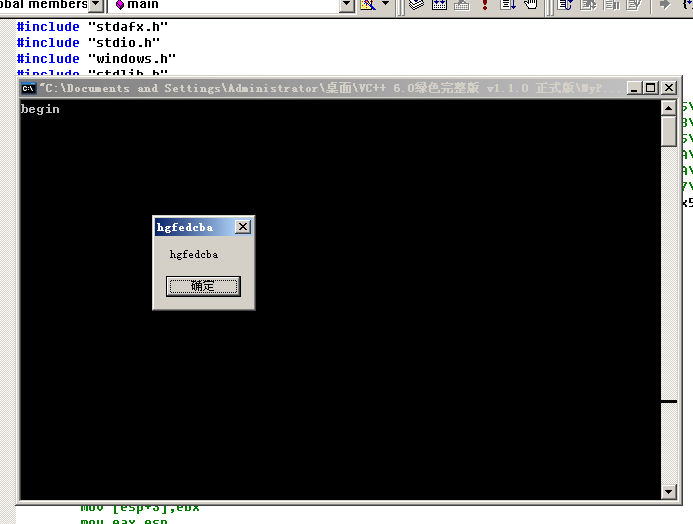 obal members main
#include "stdafx.h"
#include "stdio.h"
#include "windows.h"
#include "stdlib.h"
"C:\Documents and Settings\Administrator\桌面\VC++ 6.0绿色完整版 v1.1.0 正式版\MyP...
begin
hgfedcba
hgfedcba
确定
mov [esp+3],ebx
mov eax,esp